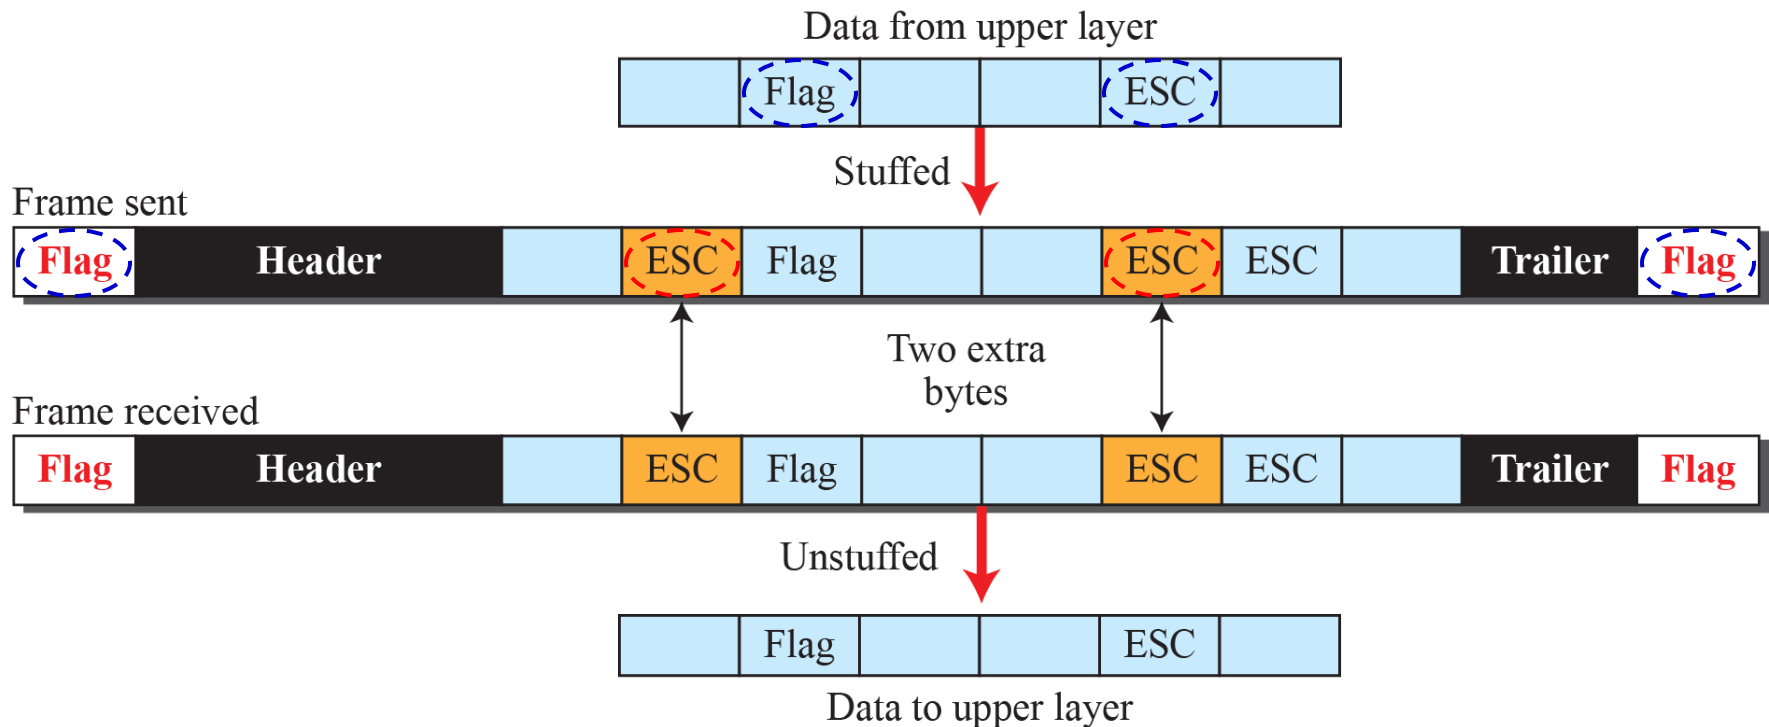 Data from upper layer
Flag ESC
Stuffed
Frame sent
Flag Header ESC Flag ESC ESC Trailer Flag
Two extra
bytes
Frame received
Flag Header ESC Flag ESC ESC Trailer Flag
Unstuffed
Flag ESC
Data to upper layer